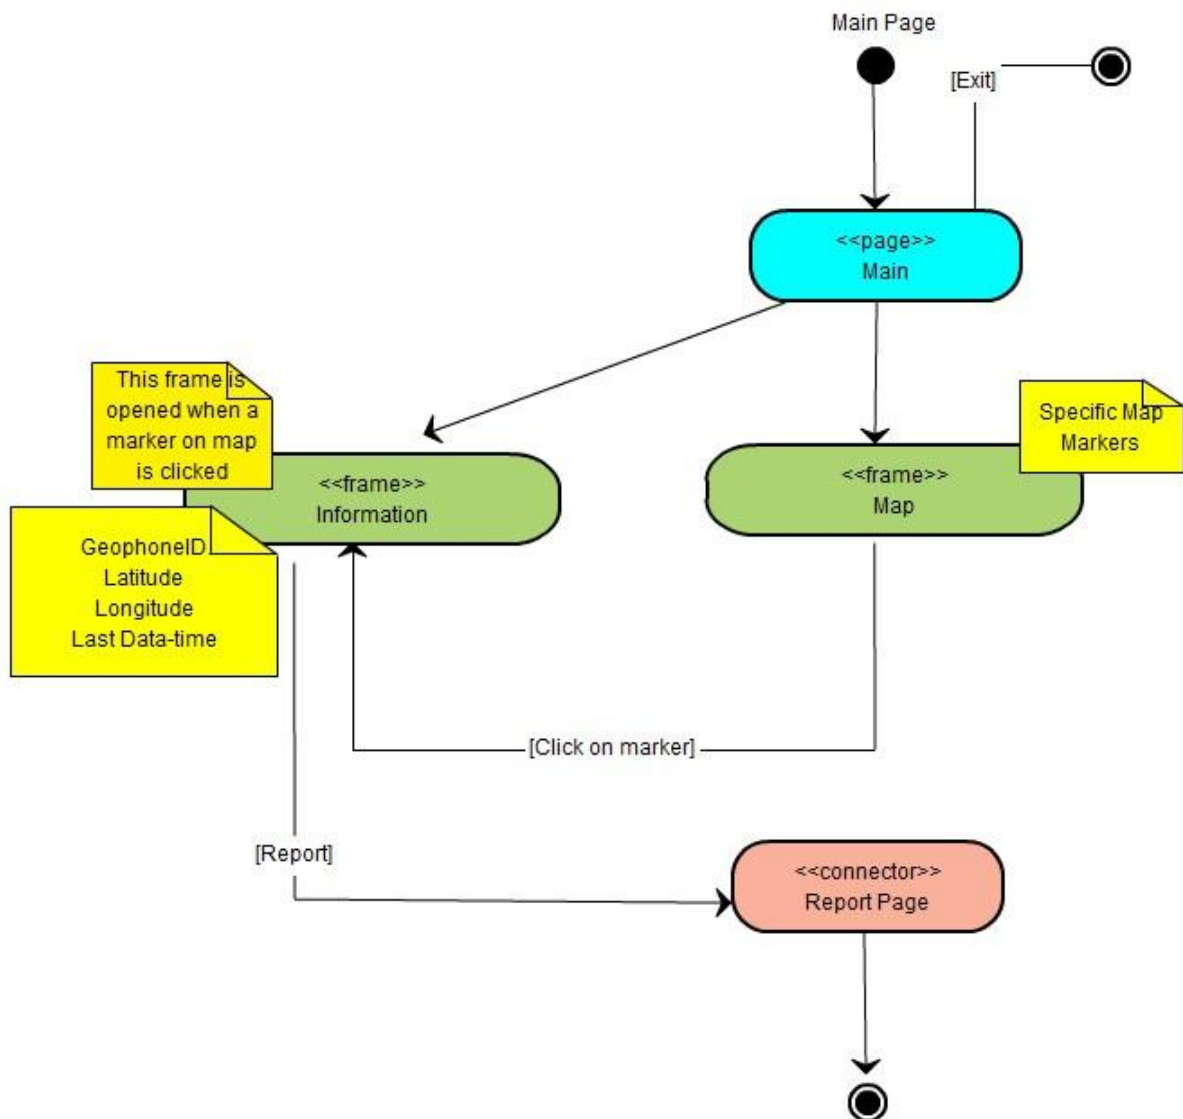 Main Page
[Exit]
<<page>>
Main
This frame is
opened when a
marker on map
is clicked
Specific Map
Markers
<<frame>>
Information
<<frame>>
Map
GeophoneID
Latitude
Longitude
Last Data-time
[Click on marker]
[Report]
<<connector>>
Report Page